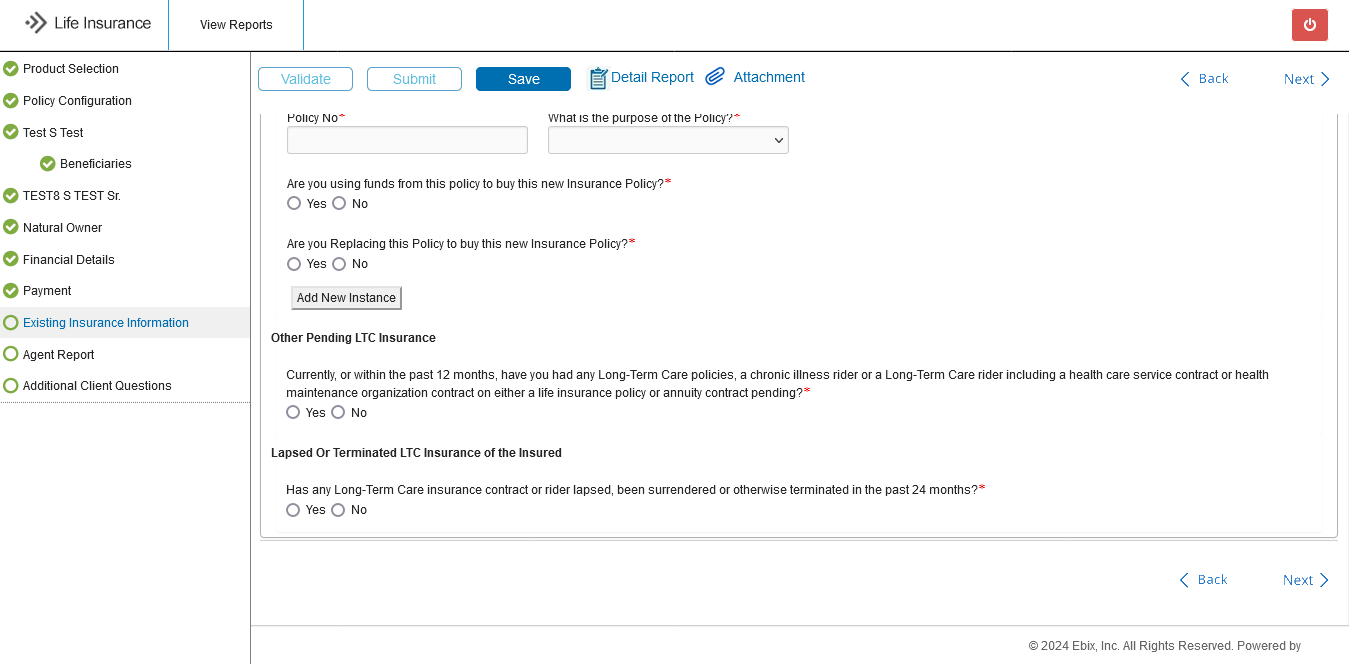 Life Insurance
View Reports
Product Selection
Policy Configuration
Test S Test
Beneficiaries
TEST8 S TEST Sr.
Natural Owner
Financial Details
Payment
Existing Insurance Information
Agent Report
Additional Client Questions
Validate
Submit
Save
Detail Report
Attachment
Back
Next
Policy No*
What is the purpose of the Policy?*
Are you using funds from this policy to buy this new Insurance Policy?*
Yes No
Are you Replacing this Policy to buy this new Insurance Policy?*
Yes No
Add New Instance
Other Pending LTC Insurance
Currently, or within the past 12 months, have you had any Long-Term Care policies, a chronic illness rider or a Long-Term Care rider including a health care service contract or health
maintenance organization contract on either a life insurance policy or annuity contract pending?*
Yes No
Lapsed Or Terminated LTC Insurance of the Insured
Has any Long-Term Care insurance contract or rider lapsed, been surrendered or otherwise terminated in the past 24 months?*
Yes No
Back
Next
© 2024 Ebix, Inc. All Rights Reserved. Powered by